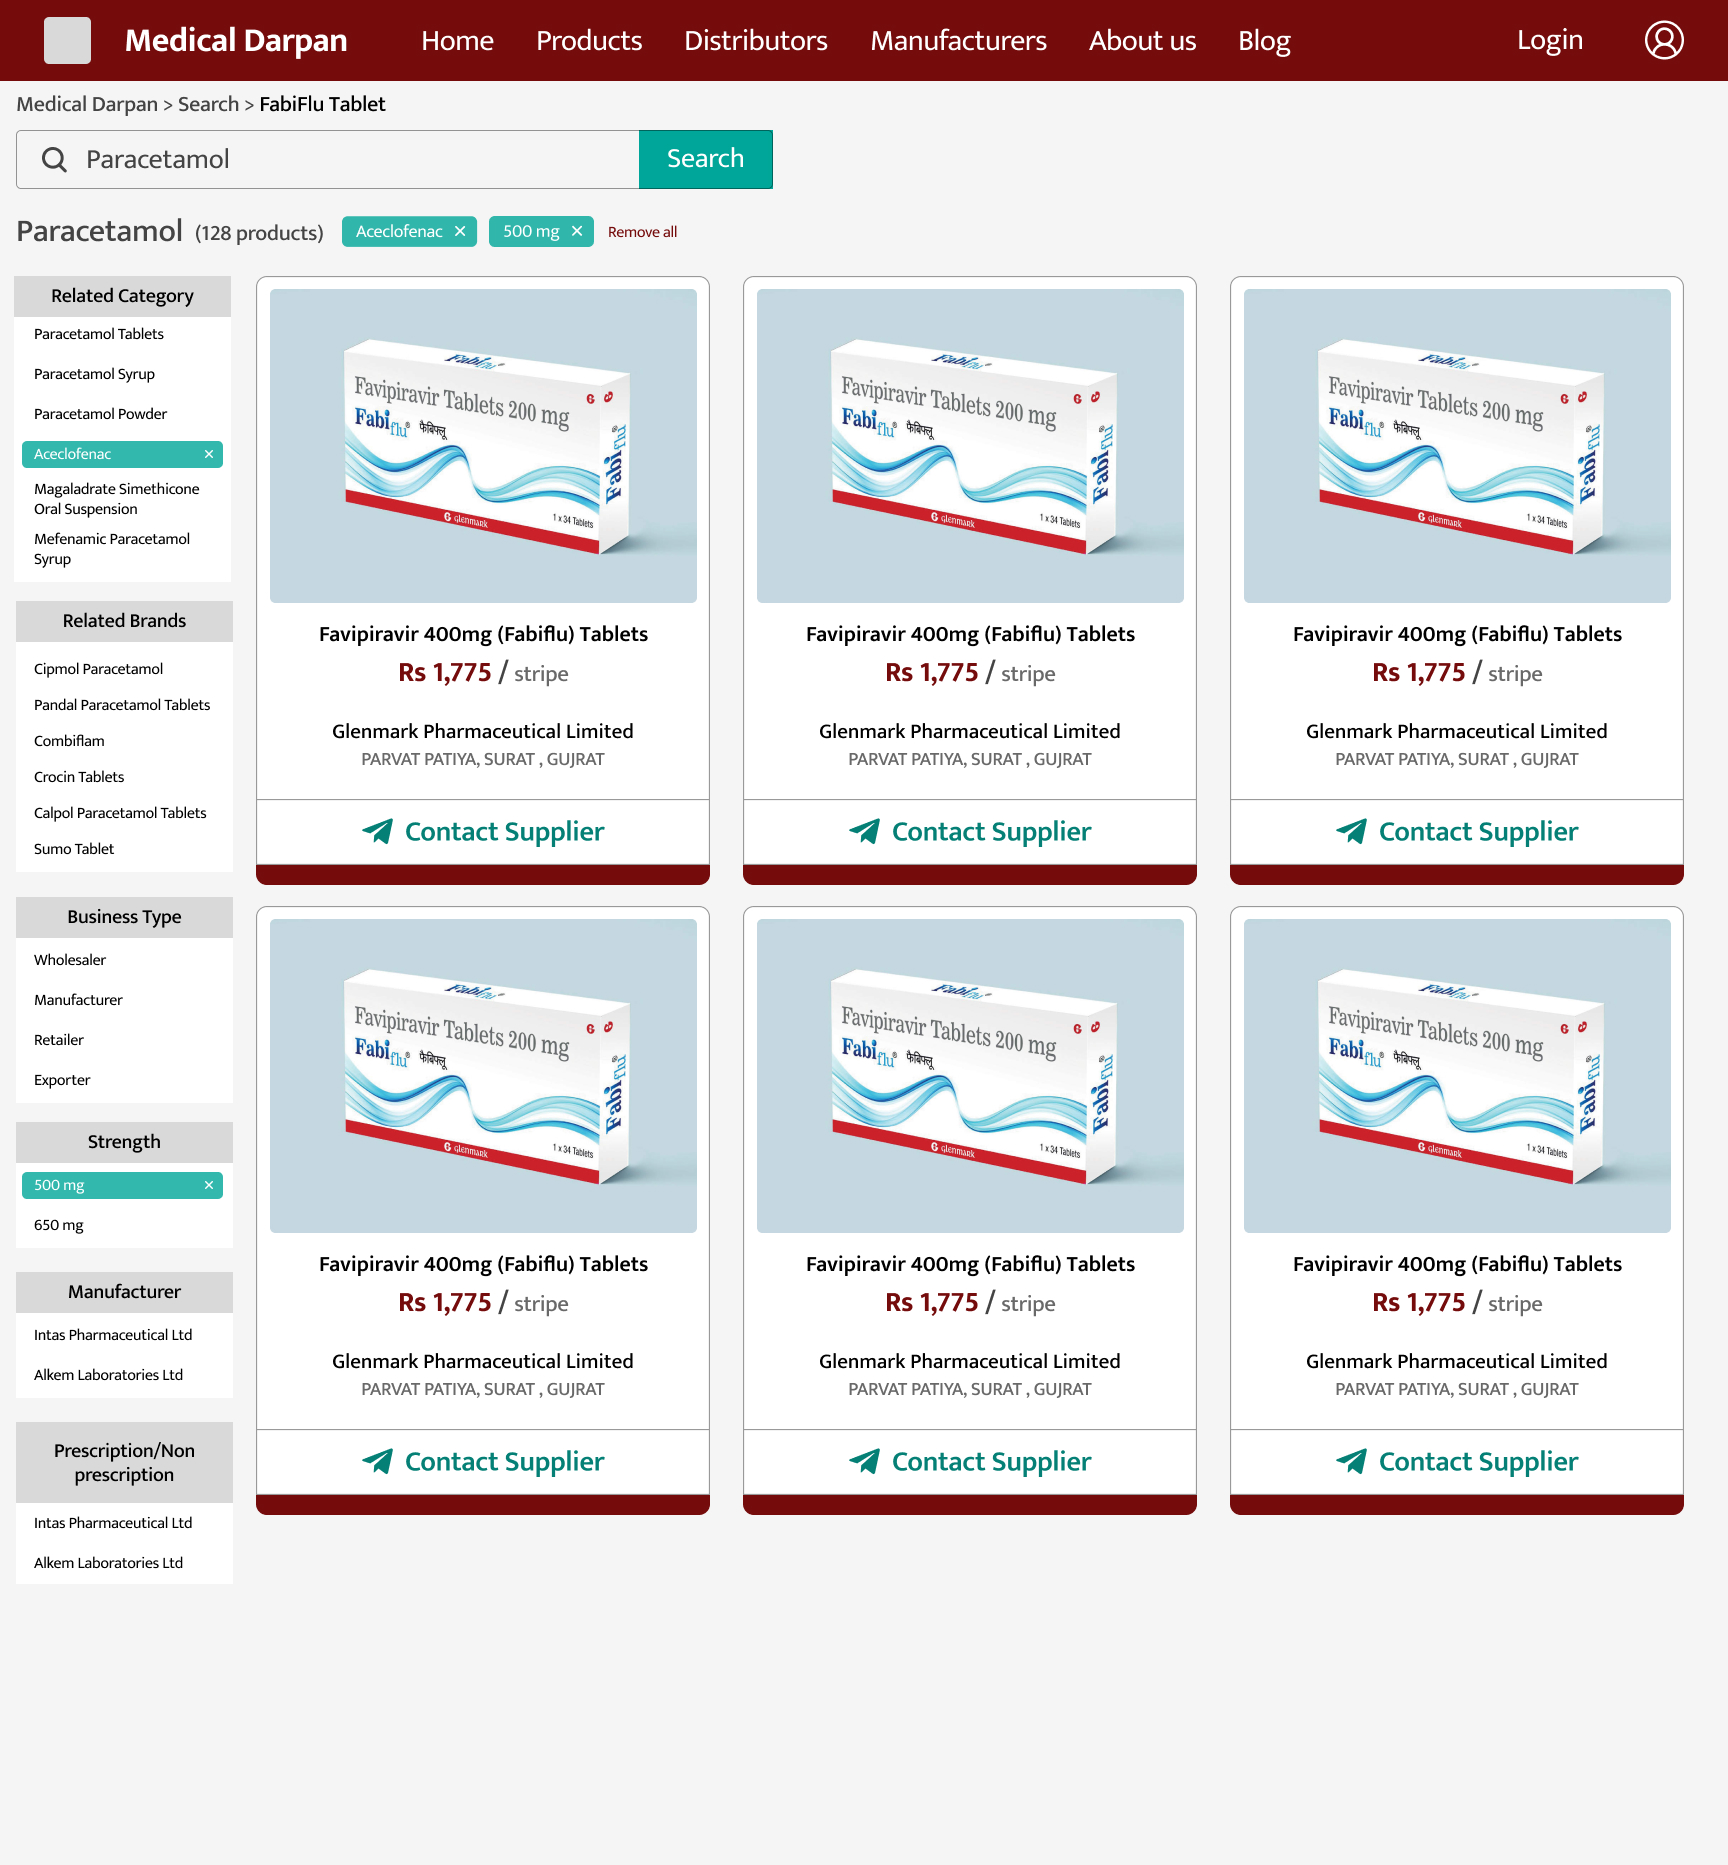 Medical Darpan
Home Products Distributors Manufacturers About us Blog Login
Medical Darpan > Search > FabiFlu Tablet
Paracetamol
Search
Paracetamol (128 products) Aceclofenac × 500 mg × Remove all
Related Category
Paracetamol Tablets
Paracetamol Syrup
Paracetamol Powder
Aceclofenac ×
Magaladrate Simethicone
Oral Suspension
Mefenamic Paracetamol
Syrup
Related Brands
Cipmol Paracetamol
Pandal Paracetamol Tablets
Combiflam
Crocin Tablets
Calpol Paracetamol Tablets
Sumo Tablet
Business Type
Wholesaler
Manufacturer
Retailer
Exporter
Strength
500 mg ×
650 mg
Manufacturer
Intas Pharmaceutical Ltd
Alkem Laboratories Ltd
Prescription/Non
prescription
Intas Pharmaceutical Ltd
Alkem Laboratories Ltd
Fabiflu®
Favipiravir Tablets 200 mg
Fabiflu® फैबिफ्लू
Fabiflu®
glenmark
1 x 34 Tablets
Favipiravir 400mg (Fabiflu) Tablets
Rs 1,775 / stripe
Glenmark Pharmaceutical Limited
PARVAT PATIYA, SURAT , GUJRAT
Contact Supplier
Fabiflu®
Favipiravir Tablets 200 mg
Fabiflu® फैबिफ्लू
Fabiflu®
glenmark
1 x 34 Tablets
Favipiravir 400mg (Fabiflu) Tablets
Rs 1,775 / stripe
Glenmark Pharmaceutical Limited
PARVAT PATIYA, SURAT , GUJRAT
Contact Supplier
Fabiflu®
Favipiravir Tablets 200 mg
Fabiflu® फैबिफ्लू
Fabiflu®
glenmark
1 x 34 Tablets
Favipiravir 400mg (Fabiflu) Tablets
Rs 1,775 / stripe
Glenmark Pharmaceutical Limited
PARVAT PATIYA, SURAT , GUJRAT
Contact Supplier
Fabiflu®
Favipiravir Tablets 200 mg
Fabiflu® फैबिफ्लू
Fabiflu®
glenmark
1 x 34 Tablets
Favipiravir 400mg (Fabiflu) Tablets
Rs 1,775 / stripe
Glenmark Pharmaceutical Limited
PARVAT PATIYA, SURAT , GUJRAT
Contact Supplier
Fabiflu®
Favipiravir Tablets 200 mg
Fabiflu® फैबिफ्लू
Fabiflu®
glenmark
1 x 34 Tablets
Favipiravir 400mg (Fabiflu) Tablets
Rs 1,775 / stripe
Glenmark Pharmaceutical Limited
PARVAT PATIYA, SURAT , GUJRAT
Contact Supplier
Fabiflu®
Favipiravir Tablets 200 mg
Fabiflu® फैबिफ्लू
Fabiflu®
glenmark
1 x 34 Tablets
Favipiravir 400mg (Fabiflu) Tablets
Rs 1,775 / stripe
Glenmark Pharmaceutical Limited
PARVAT PATIYA, SURAT , GUJRAT
Contact Supplier